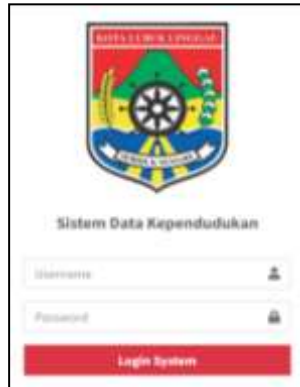 KOTA LUBUK LINGGAU
Sistem Data Kependudukan
Username
Password
Login System